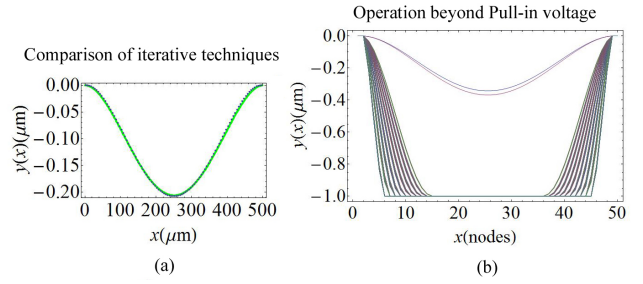 Operation beyond Pull-in voltage
Comparison of iterative techniques
0.00
−0.05
−0.10
−0.15
−0.20
y(x)(μm)
0 100 200 300 400 500
x(μm)
(a)
0.0
−0.2
−0.4
−0.6
−0.8
−1.0
y(x)(μm)
0 10 20 30 40 50
x(nodes)
(b)